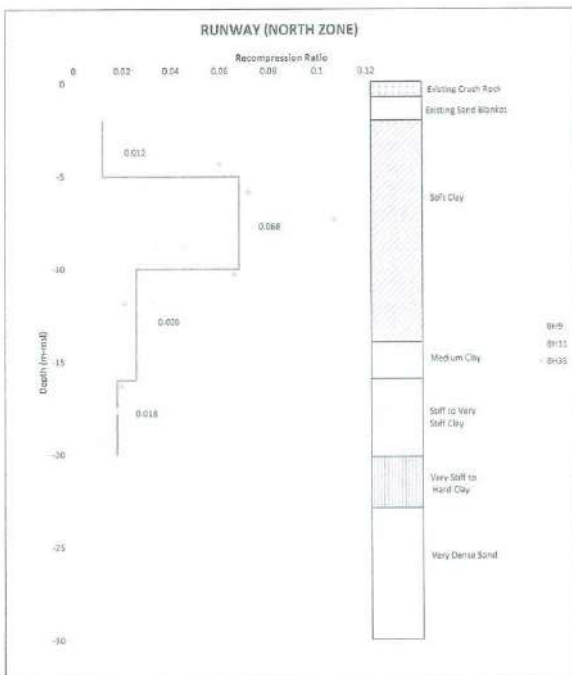 RUNWAY (NORTH ZONE)
Recompression Ratio
0 0.02 0.04 0.06 0.08 0.1 0.12
0
-5
-10
-15
-20
-25
-30
Depth (m-msl)
0.012
0.068
0.026
0.018
Existing Crush Rock
Existing Sand Blanket
Soft Clay
Medium Clay
Stiff to Very
Stiff Clay
Very Stiff to
Hard Clay
Very Dense Sand
BH9
BH11